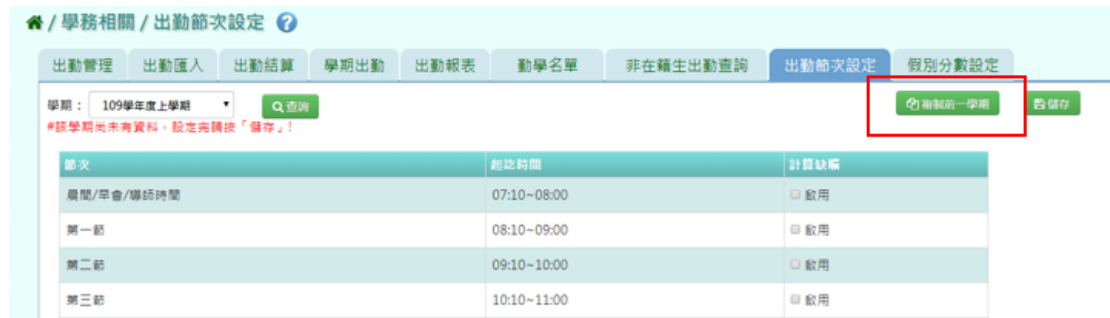 / 學務相關 / 出勤節次設定 ?
出勤管理 出勤匯入 出勤結算 學期出勤 出勤報表 勤學名單 非在籍生出勤查詢 出勤節次設定 假別分數設定
學期： 109學年度上學期 查詢 複製前一學期 儲存
#該學期尚未有資料，設定完請按「儲存」!
節次 起訖時間 計算缺曠
晨間/早會/導師時間 07:10~08:00 啟用
第一節 08:10~09:00 啟用
第二節 09:10~10:00 啟用
第三節 10:10~11:00 啟用